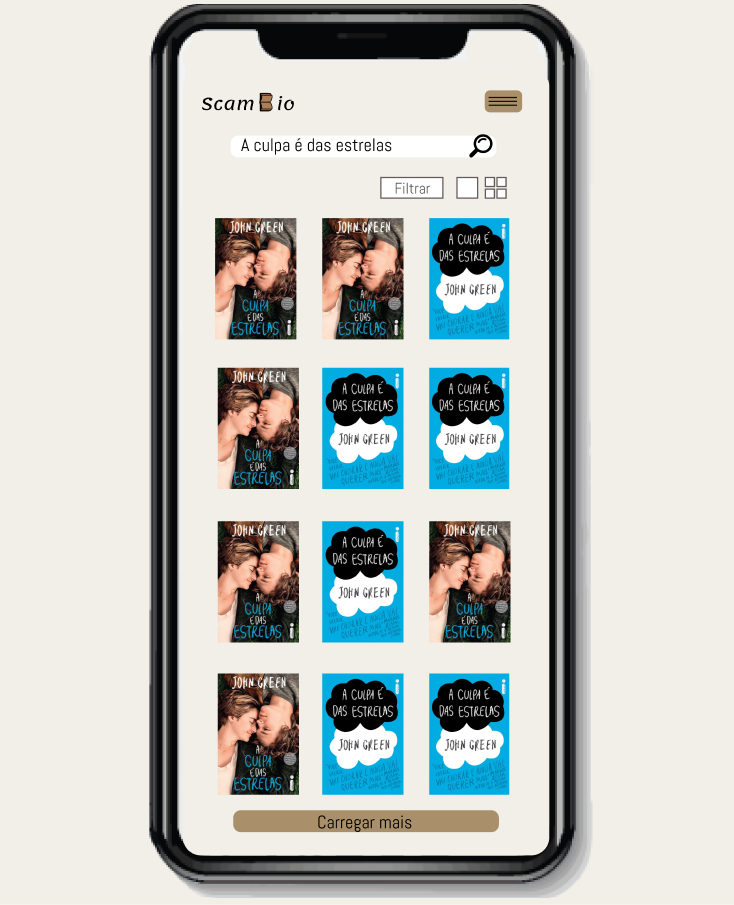 ScamBio
A culpa é das estrelas
Filtrar
JOHN GREEN
A
CULPA
É DAS
ESTRELAS
JOHN GREEN
A
CULPA
É DAS
ESTRELAS
A CULPA É
DAS ESTRELAS
JOHN GREEN
JOHN GREEN
A
CULPA
É DAS
ESTRELAS
A CULPA É
DAS ESTRELAS
JOHN GREEN
A CULPA É
DAS ESTRELAS
JOHN GREEN
JOHN GREEN
A
CULPA
É DAS
ESTRELAS
A CULPA É
DAS ESTRELAS
JOHN GREEN
JOHN GREEN
A
CULPA
É DAS
ESTRELAS
JOHN GREEN
A
CULPA
É DAS
ESTRELAS
A CULPA É
DAS ESTRELAS
JOHN GREEN
A CULPA É
DAS ESTRELAS
JOHN GREEN
Carregar mais